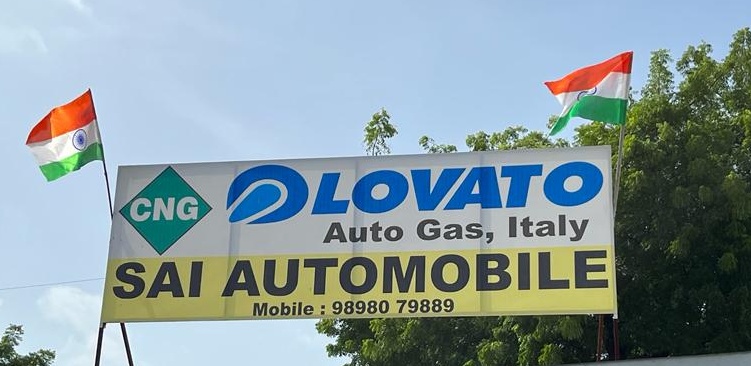 CNG
LOVATO
Auto Gas, Italy
SAI AUTOMOBILE
Mobile : 98980 79889